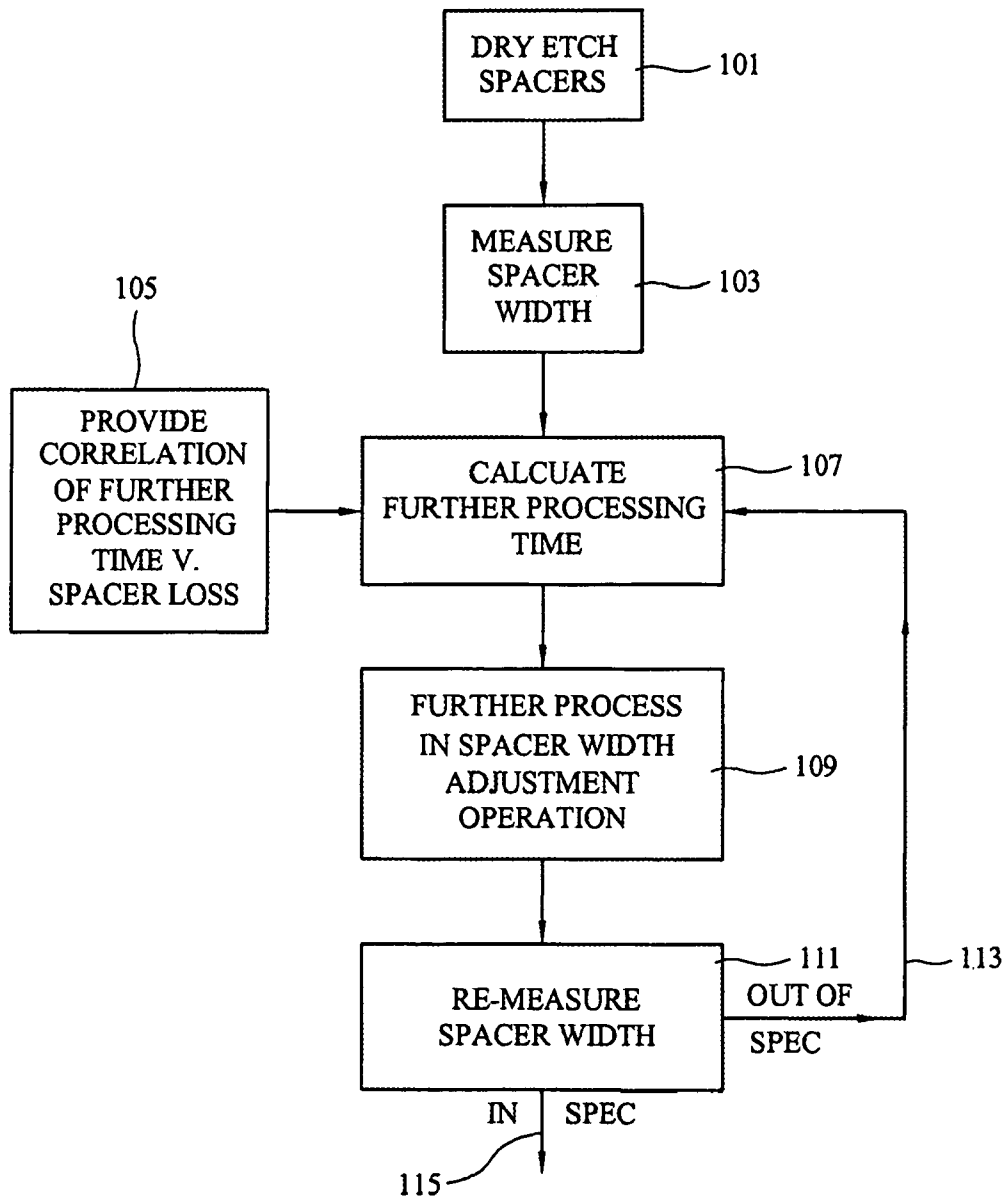 DRY ETCH
SPACERS
101
MEASURE
SPACER
WIDTH
103
105
PROVIDE
CORRELATION
OF FURTHER
PROCESSING
TIME V.
SPACER LOSS
CALCUATE
FURTHER PROCESSING
TIME
107
FURTHER PROCESS
IN SPACER WIDTH
ADJUSTMENT
OPERATION
109
RE-MEASURE
SPACER WIDTH
111
OUT OF
SPEC
113
IN SPEC
115